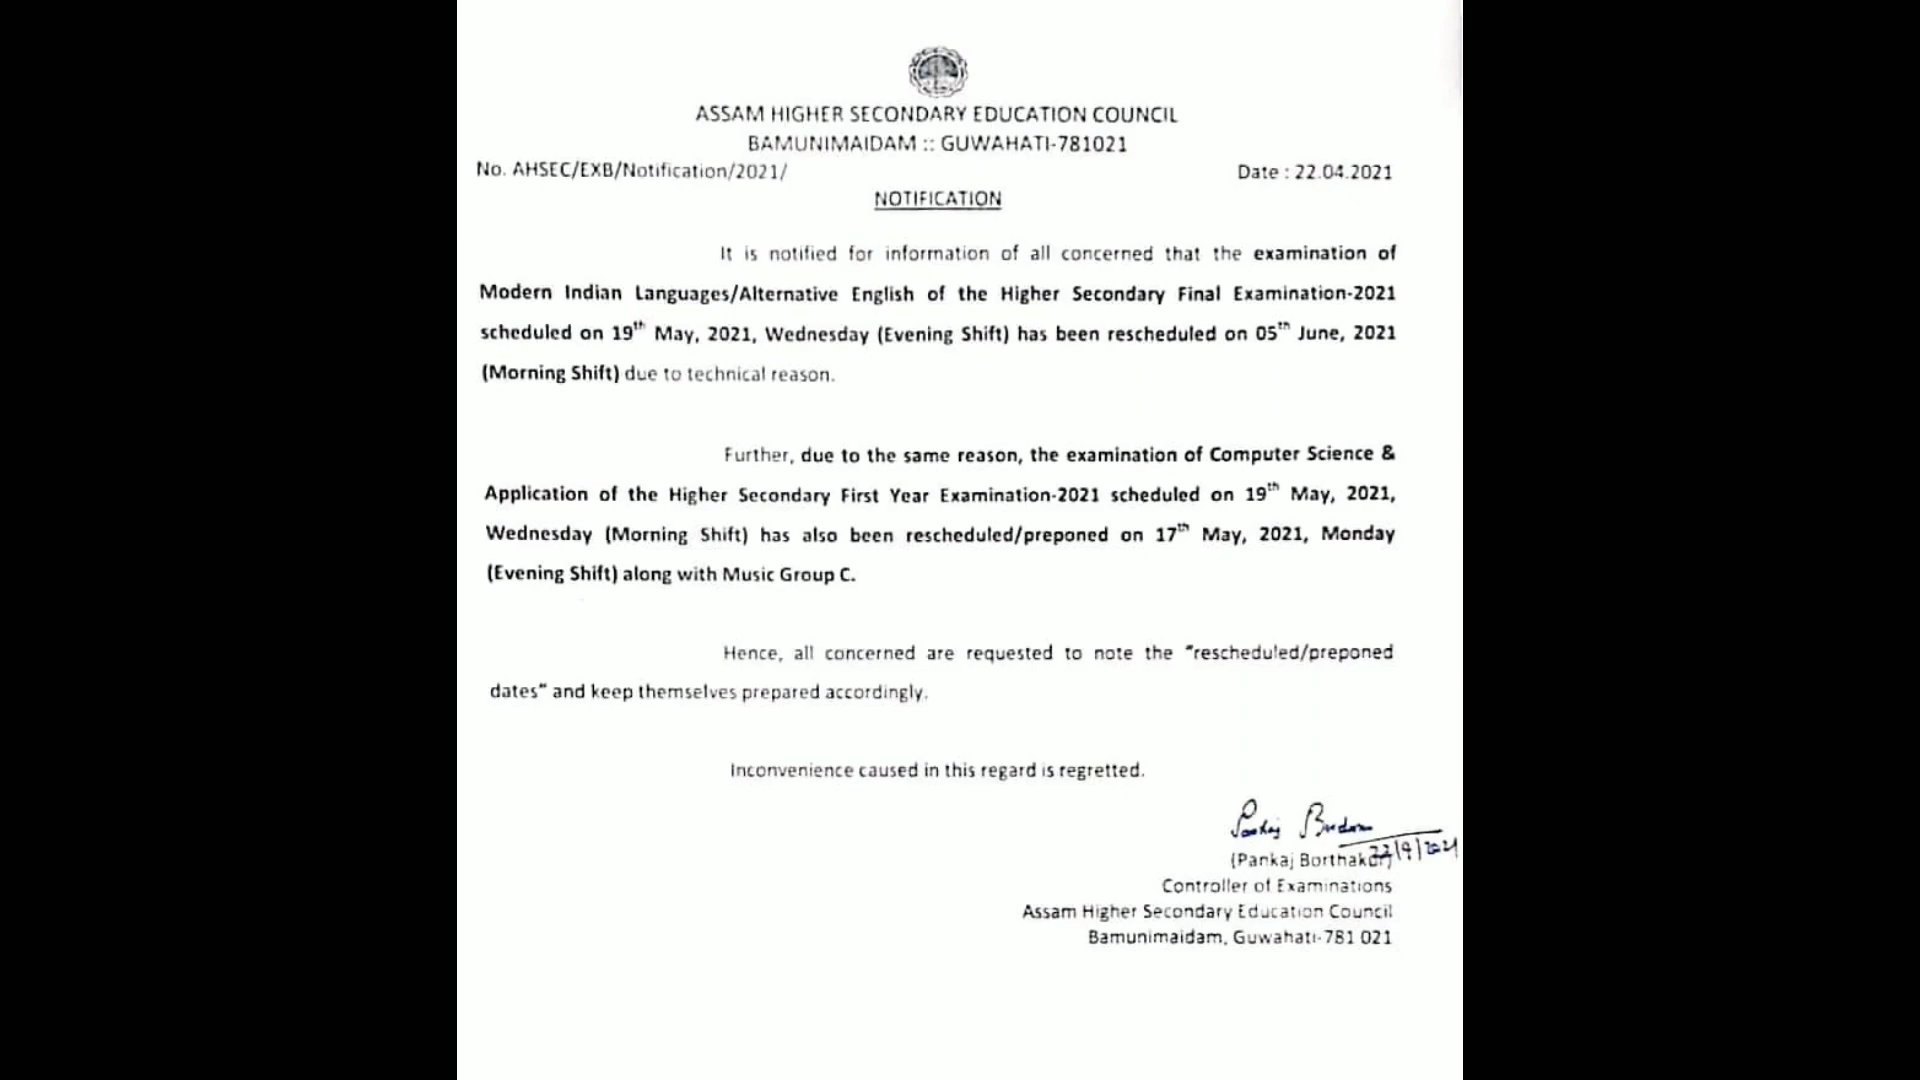 ASSAM HIGHER SECONDARY EDUCATION COUNCIL
BAMUNIMAIDAM :: GUWAHATI-781021
No. AHSEC/EXB/Notification/2021/ Date : 22.04.2021
NOTIFICATION
It is notified for information of all concerned that the examination of
Modern Indian Languages/Alternative English of the Higher Secondary Final Examination-2021
scheduled on 19th May, 2021, Wednesday (Evening Shift) has been rescheduled on 05th June, 2021
(Morning Shift) due to technical reason.
Further, due to the same reason, the examination of Computer Science &
Application of the Higher Secondary First Year Examination-2021 scheduled on 19th May, 2021,
Wednesday (Morning Shift) has also been rescheduled/preponed on 17th May, 2021, Monday
(Evening Shift) along with Music Group C.
Hence, all concerned are requested to note the "rescheduled/preponed
dates" and keep themselves prepared accordingly.
Inconvenience caused in this regard is regretted.
(Pankaj Borthakur)
Controller of Examinations
Assam Higher Secondary Education Council
Bamunimaidam, Guwahati-781 021